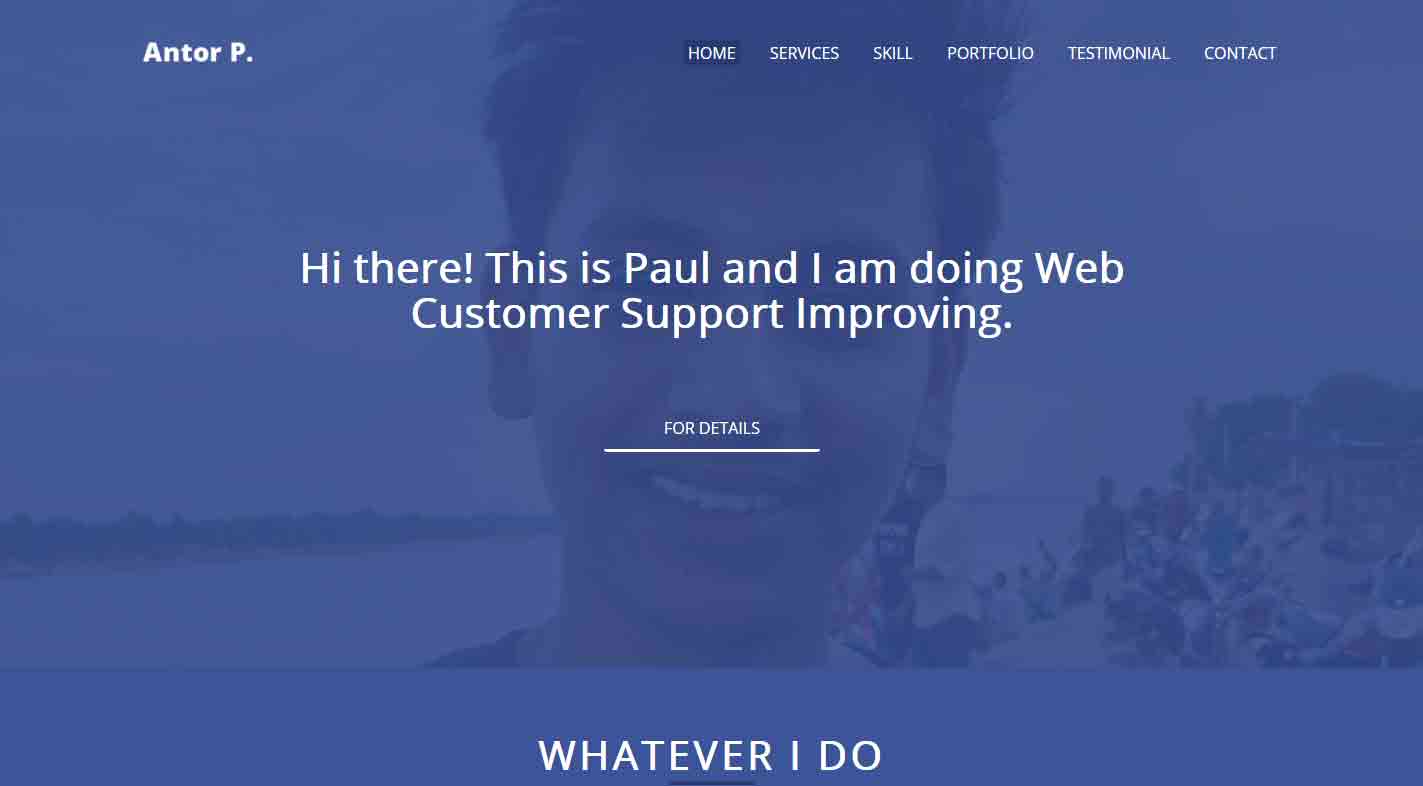 Antor P.
HOME SERVICES SKILL PORTFOLIO TESTIMONIAL CONTACT
Hi there! This is Paul and I am doing Web
Customer Support Improving.
FOR DETAILS
WHATEVER I DO